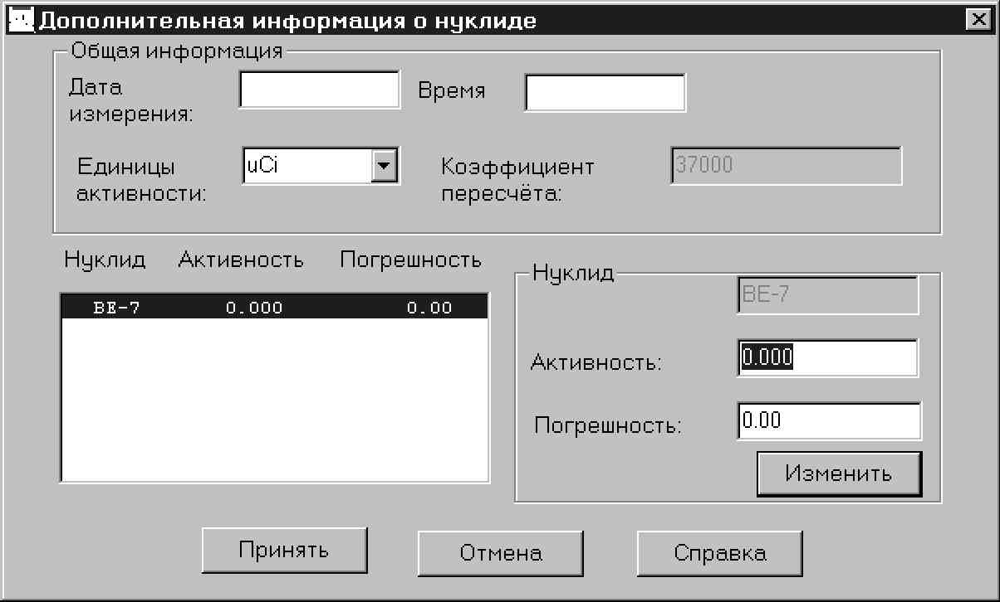 Дополнительная информация о нуклиде
Общая информация
Дата
измерения:
Время
Единицы
активности:
uCi
Коэффициент
пересчёта:
37000
Нуклид Активность Погрешность
BE-7 0.000 0.00
Нуклид
BE-7
Активность:
0.000
Погрешность:
0.00
Изменить
Принять
Отмена
Справка